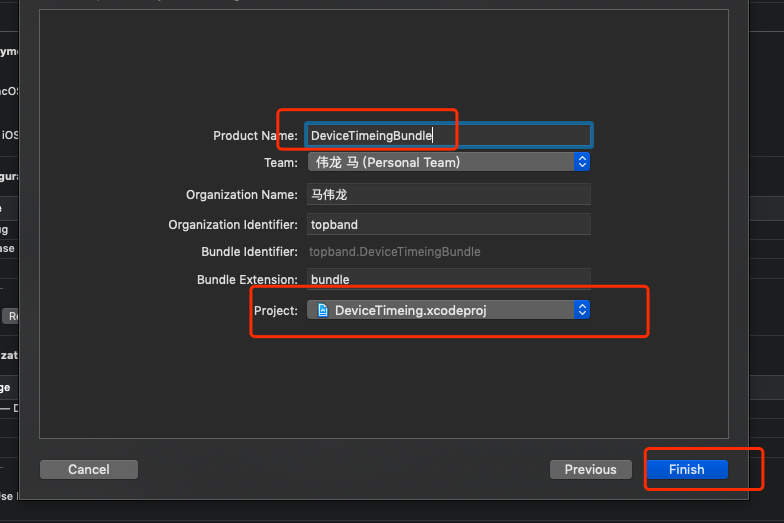 Product Name: DeviceTimeingBundle
Team: 伟龙 马 (Personal Team)
Organization Name: 马伟龙
Organization Identifier: topband
Bundle Identifier: topband.DeviceTimeingBundle
Bundle Extension: bundle
Project: DeviceTimeing.xcodeproj
Cancel
Previous
Finish